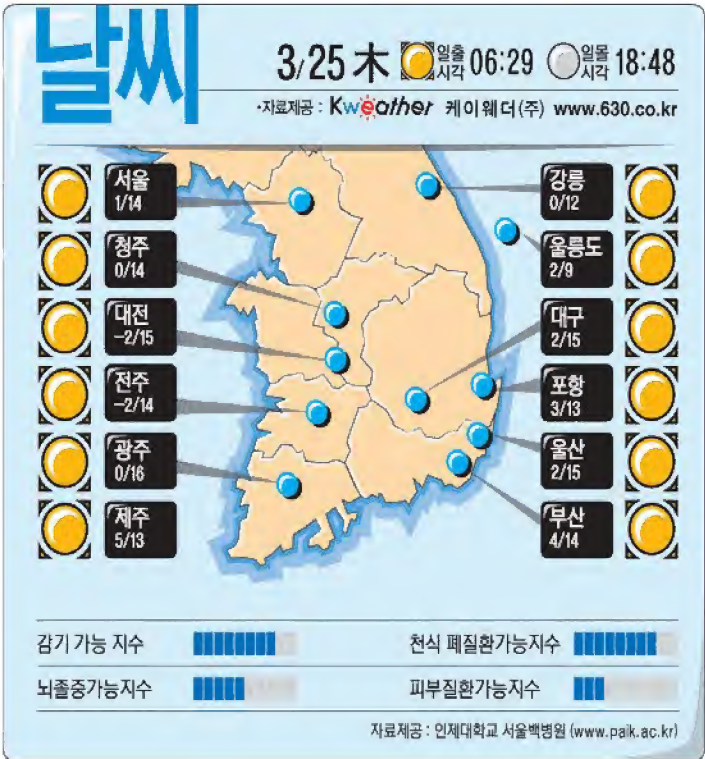 날씨
3/25 木 일출시각 06:29 일몰시각 18:48
·자료제공 : Kweather 케이웨더(주) www.630.co.kr
서울
1/14
청주
0/14
대전
-2/15
전주
-2/14
광주
0/16
제주
5/13
강릉
0/12
울릉도
2/9
대구
2/15
포항
3/13
울산
2/15
부산
4/14
감기 가능 지수
천식 폐질환가능지수
뇌졸중가능지수
피부질환가능지수
자료제공 : 인제대학교 서울백병원 (www.paik.ac.kr)